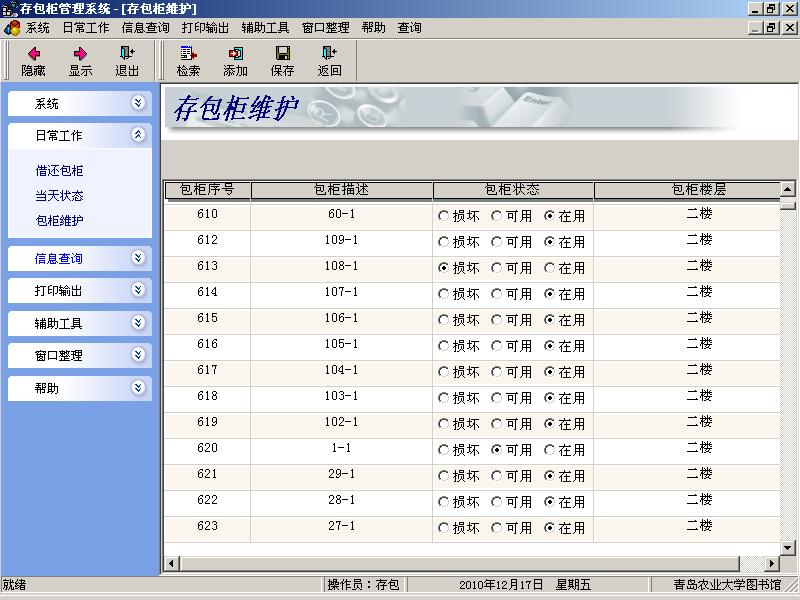 存包柜管理系统 - [存包柜维护]
系统 日常工作 信息查询 打印输出 辅助工具 窗口整理 帮助 查询
隐藏 显示 退出 检索 添加 保存 返回
系统
日常工作
借还包柜
当天状态
包柜维护
信息查询
打印输出
辅助工具
窗口整理
帮助
存包柜维护
Enter
包柜序号 包柜描述 包柜状态 包柜楼层
610 60-1 损坏 可用 在用 二楼
612 109-1 损坏 可用 在用 二楼
613 108-1 损坏 可用 在用 二楼
614 107-1 损坏 可用 在用 二楼
615 106-1 损坏 可用 在用 二楼
616 105-1 损坏 可用 在用 二楼
617 104-1 损坏 可用 在用 二楼
618 103-1 损坏 可用 在用 二楼
619 102-1 损坏 可用 在用 二楼
620 1-1 损坏 可用 在用 二楼
621 29-1 损坏 可用 在用 二楼
622 28-1 损坏 可用 在用 二楼
623 27-1 损坏 可用 在用 二楼
就绪 操作员：存包 2010年12月17日 星期五 青岛农业大学图书馆